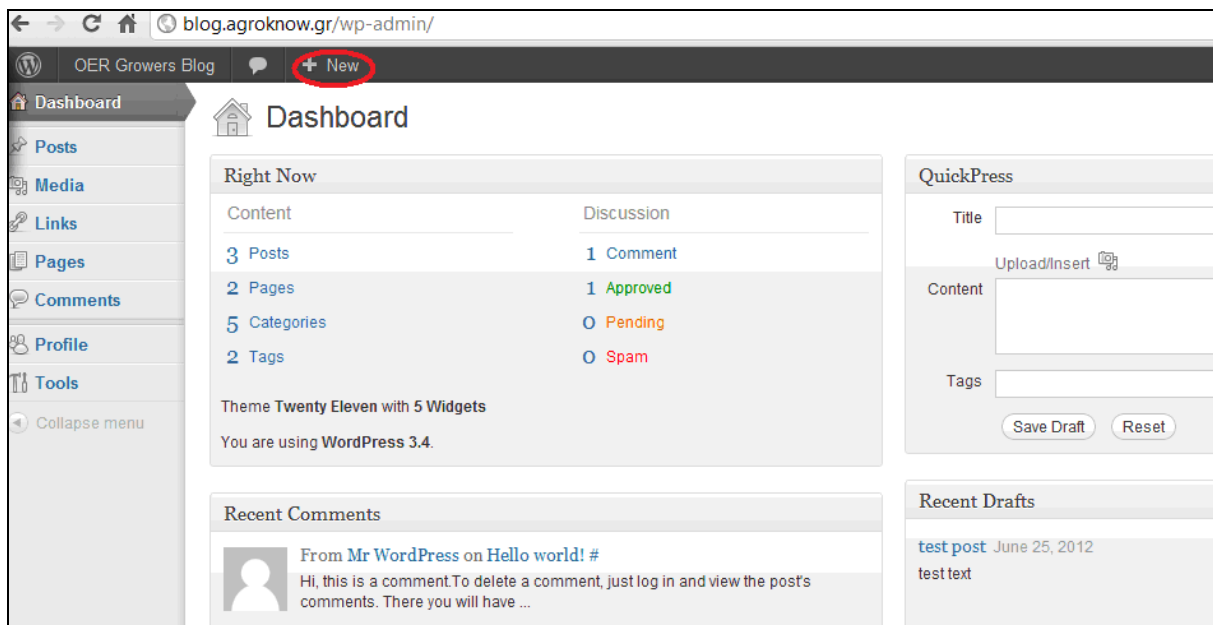 blog.agroknow.gr/wp-admin/
OER Growers Blog + New
Dashboard
Posts
Media
Links
Pages
Comments
Profile
Tools
Collapse menu
Dashboard
Right Now
Content Discussion
3 Posts 1 Comment
2 Pages 1 Approved
5 Categories 0 Pending
2 Tags 0 Spam
Theme Twenty Eleven with 5 Widgets
You are using WordPress 3.4.
Recent Comments
From Mr WordPress on Hello world! #
Hi, this is a comment.To delete a comment, just log in and view the post's
comments. There you will have ...
QuickPress
Title
Upload/Insert
Content
Tags
Save Draft Reset
Recent Drafts
test post June 25, 2012
test text